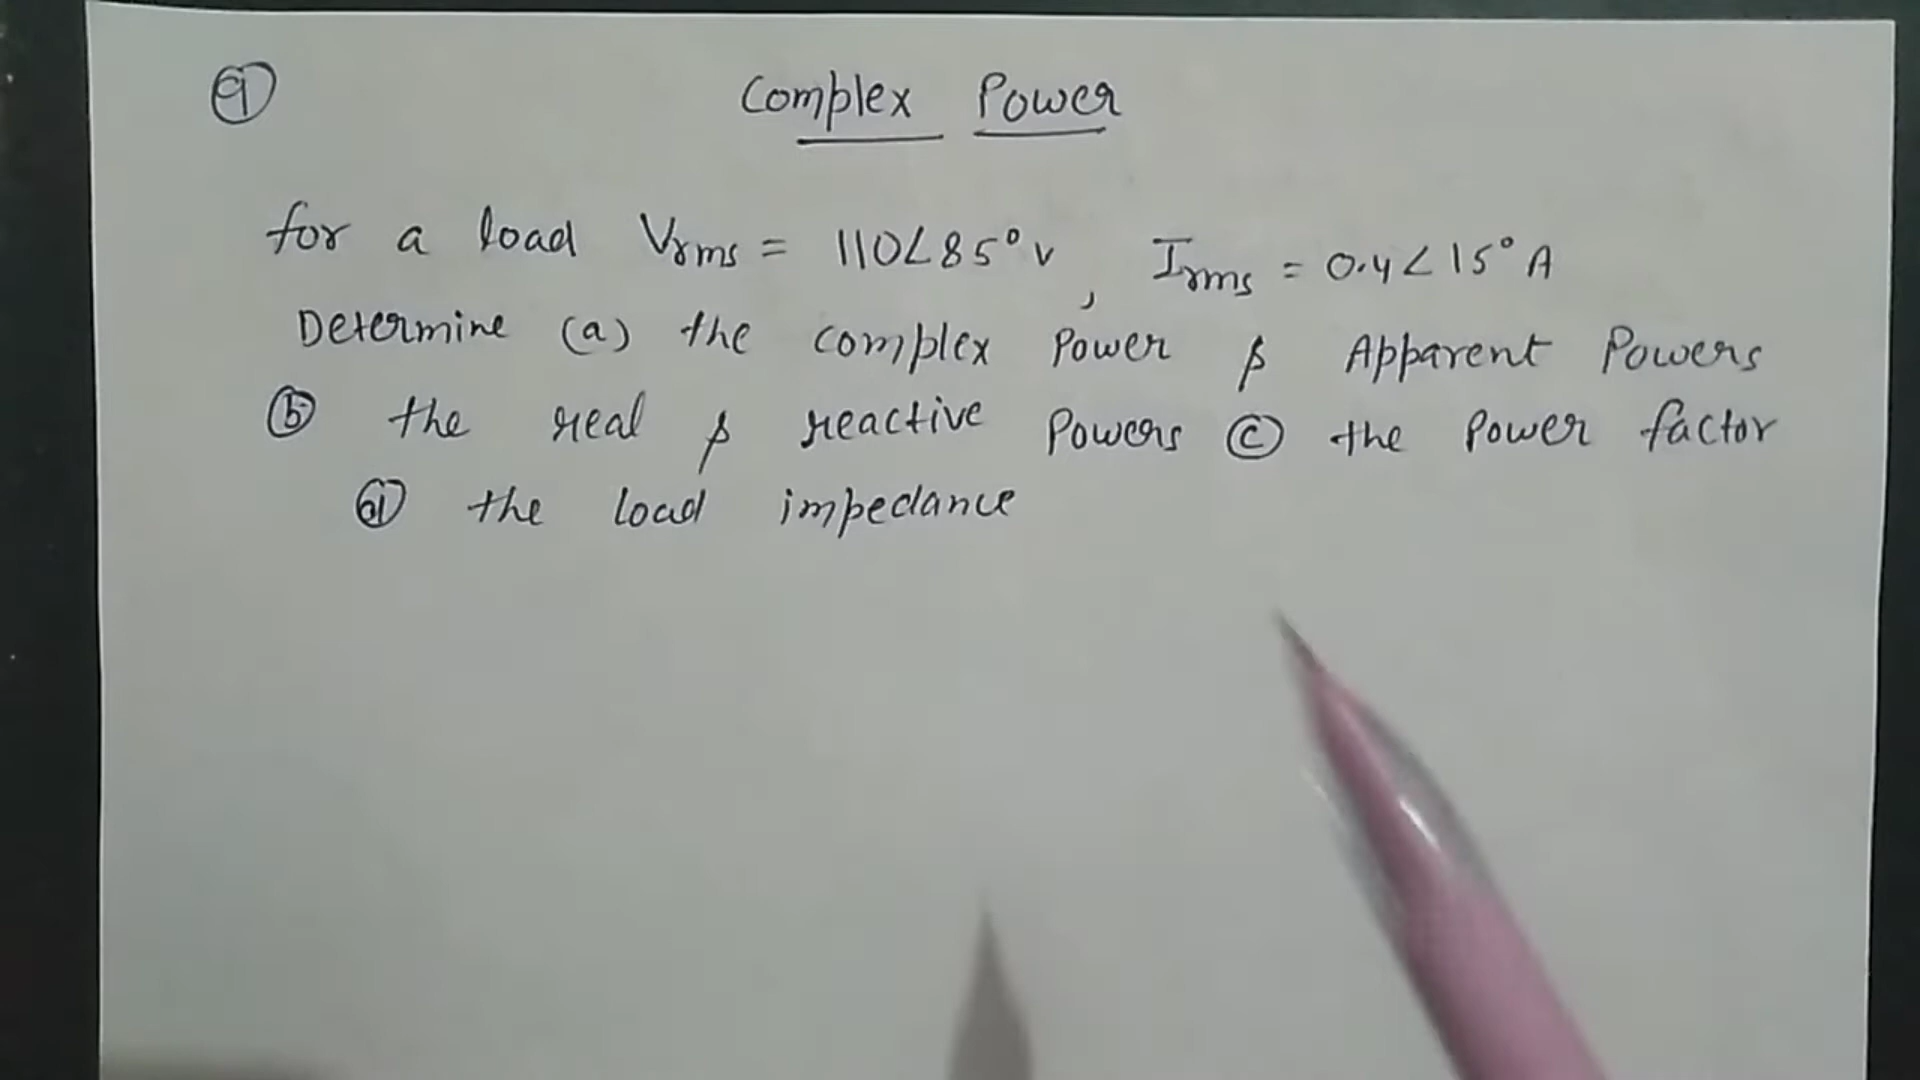 Q Complex Power
for a load Vrms = 110∠85° V, Irms = 0.4∠15° A
Determine (a) the complex Power & Apparent Powers
(b) the real & reactive Powers (c) the Power factor
(d) the load impedance